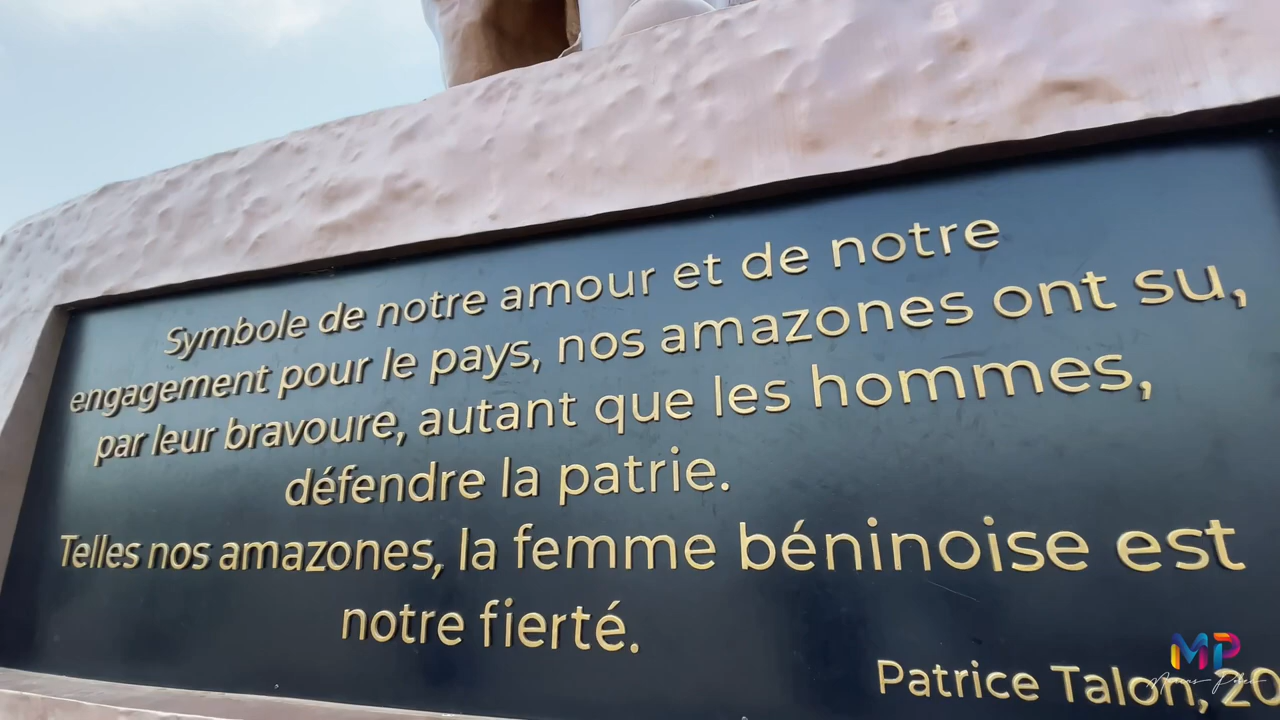 Symbole de notre amour et de notre
engagement pour le pays, nos amazones ont su,
par leur bravoure, autant que les hommes,
défendre la patrie.
Telles nos amazones, la femme béninoise est
notre fierté.
Patrice Talon, 20
MP